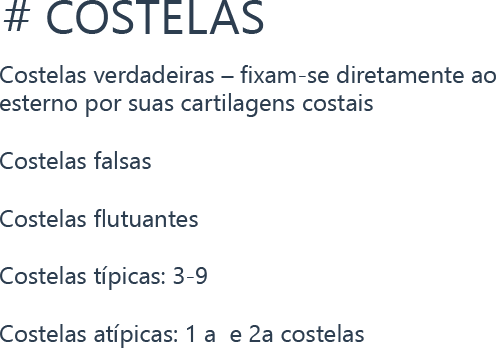 # COSTELAS
Costelas verdadeiras – fixam-se diretamente ao
esterno por suas cartilagens costais
Costelas falsas
Costelas flutuantes
Costelas típicas: 3-9
Costelas atípicas: 1 a  e 2a costelas